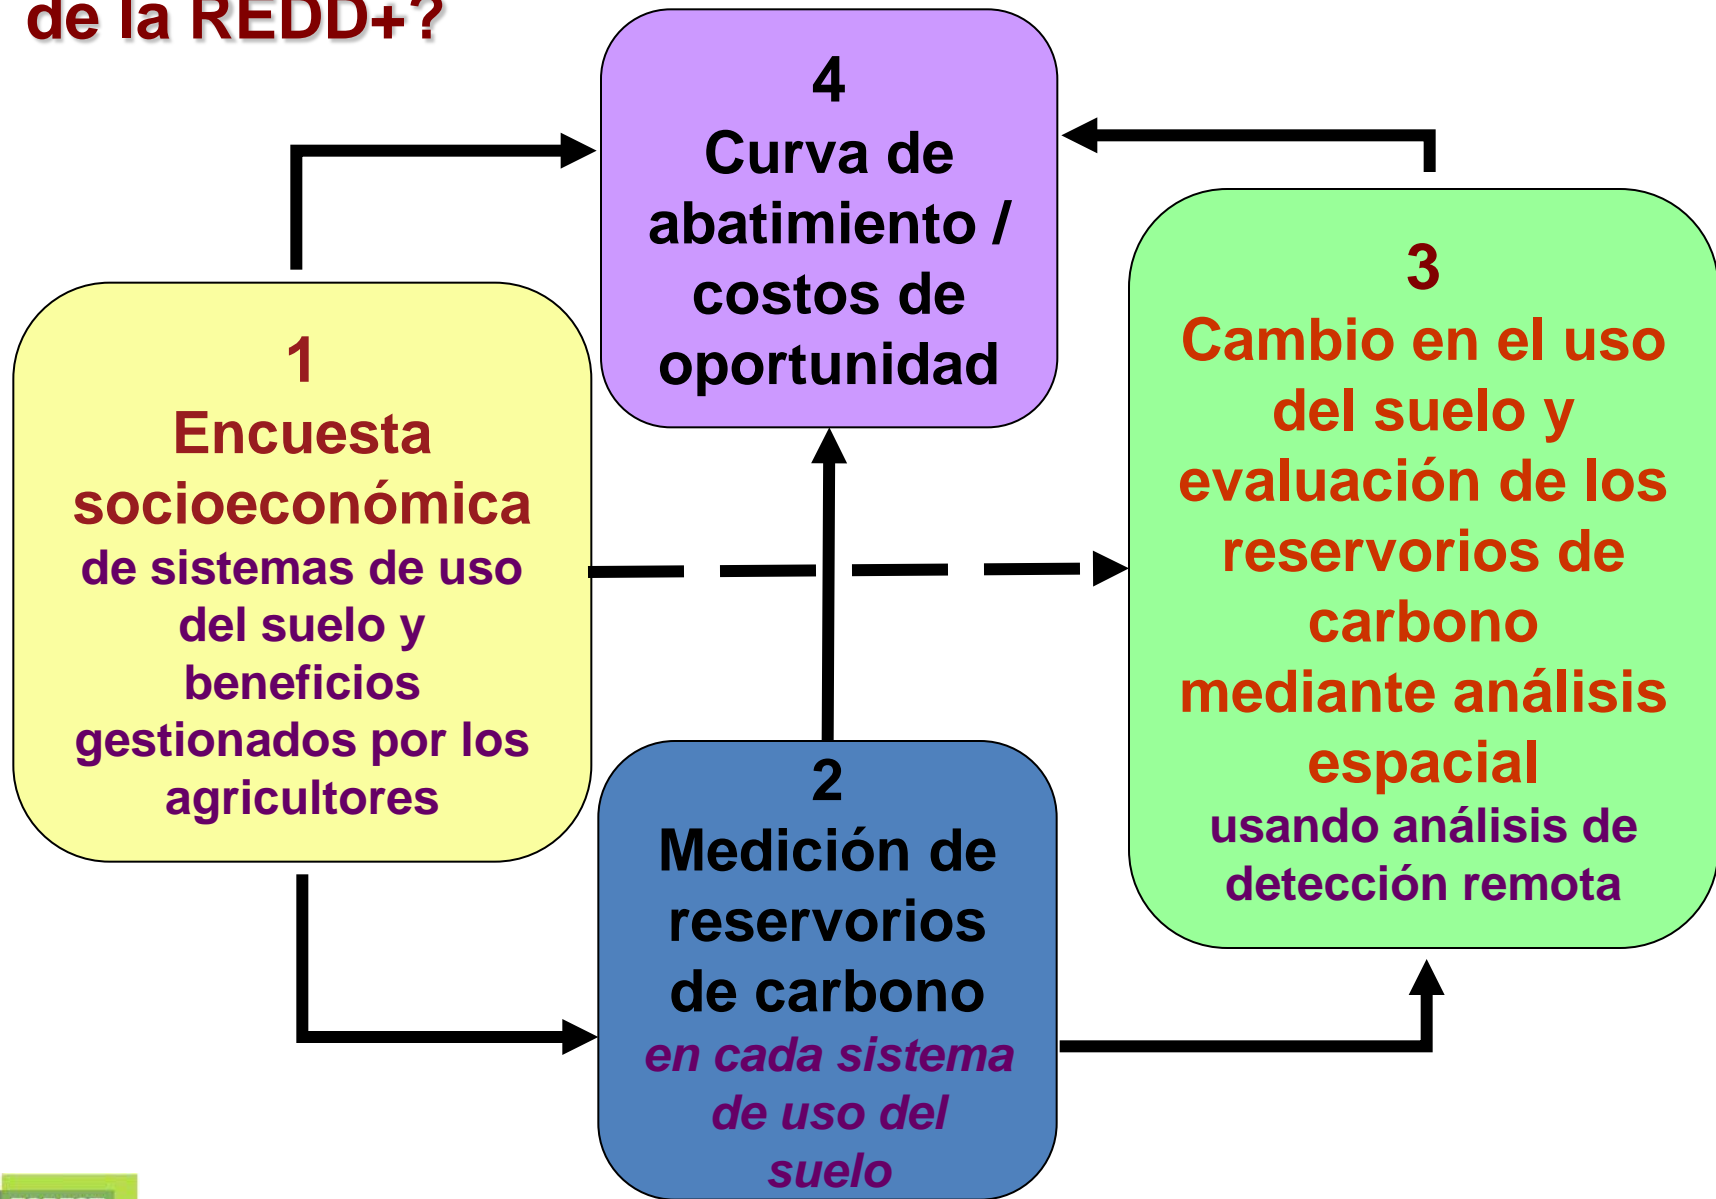 de la REDD+?
4
Curva de
abatimiento /
costos de
oportunidad
1
Encuesta
socioeconómica
de sistemas de uso
del suelo y
beneficios
gestionados por los
agricultores
3
Cambio en el uso
del suelo y
evaluación de los
reservorios de
carbono
mediante análisis
espacial
usando análisis de
detección remota
2
Medición de
reservorios
de carbono
en cada sistema
de uso del
suelo